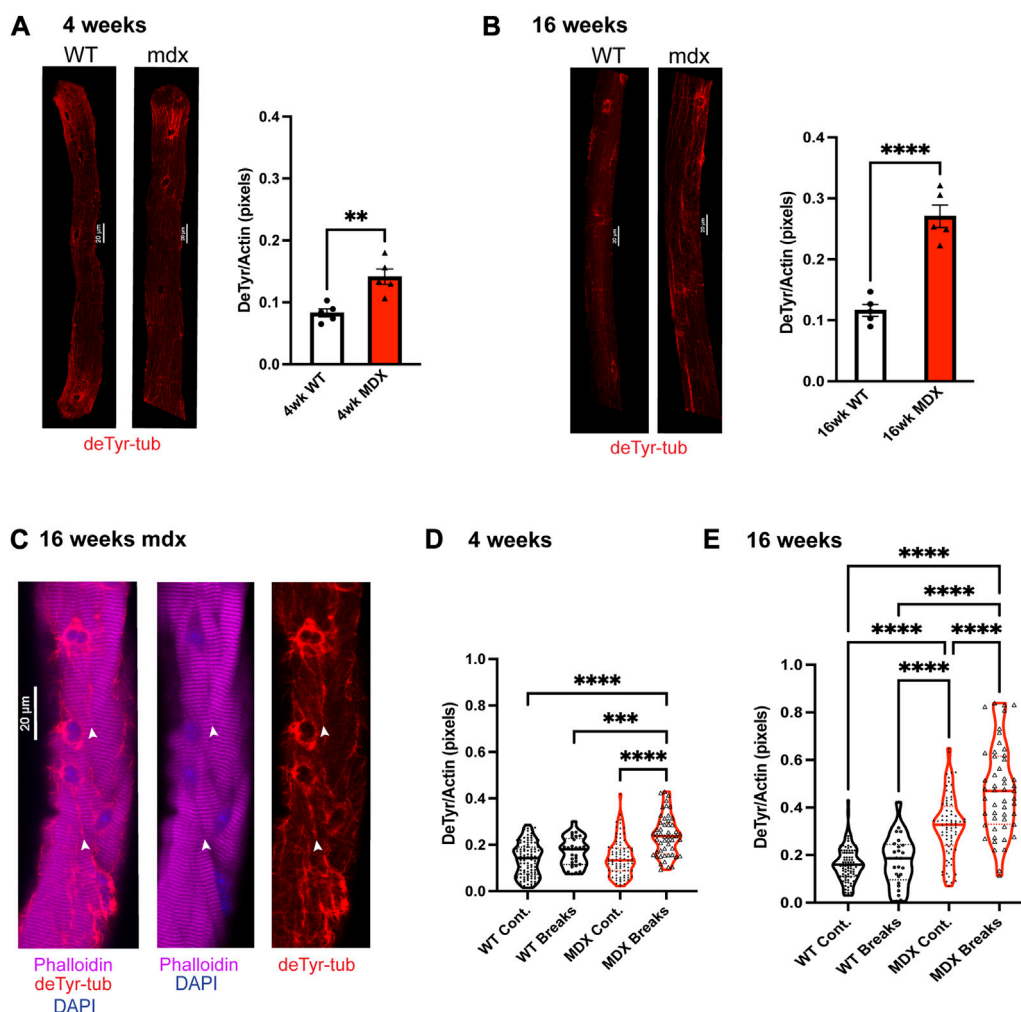 A 4 weeks
WT mdx
20 µm
20 µm
deTyr-tub
DeTyr/Actin (pixels)
0.4
0.3
0.2
0.1
0.0
**
4wk WT
4wk MDX
B 16 weeks
WT mdx
20 µm
20 µm
deTyr-tub
DeTyr/Actin (pixels)
0.4
0.3
0.2
0.1
0.0
****
16wk WT
16wk MDX
C 16 weeks mdx
20 µm
Phalloidin
deTyr-tub
DAPI
Phalloidin
DAPI
deTyr-tub
D 4 weeks
DeTyr/Actin (pixels)
1.0
0.8
0.6
0.4
0.2
0.0
****
***
****
WT Cont.
WT Breaks
MDX Cont.
MDX Breaks
E 16 weeks
DeTyr/Actin (pixels)
1.0
0.8
0.6
0.4
0.2
0.0
****
****
**** ****
****
WT Cont.
WT Breaks
MDX Cont.
MDX Breaks